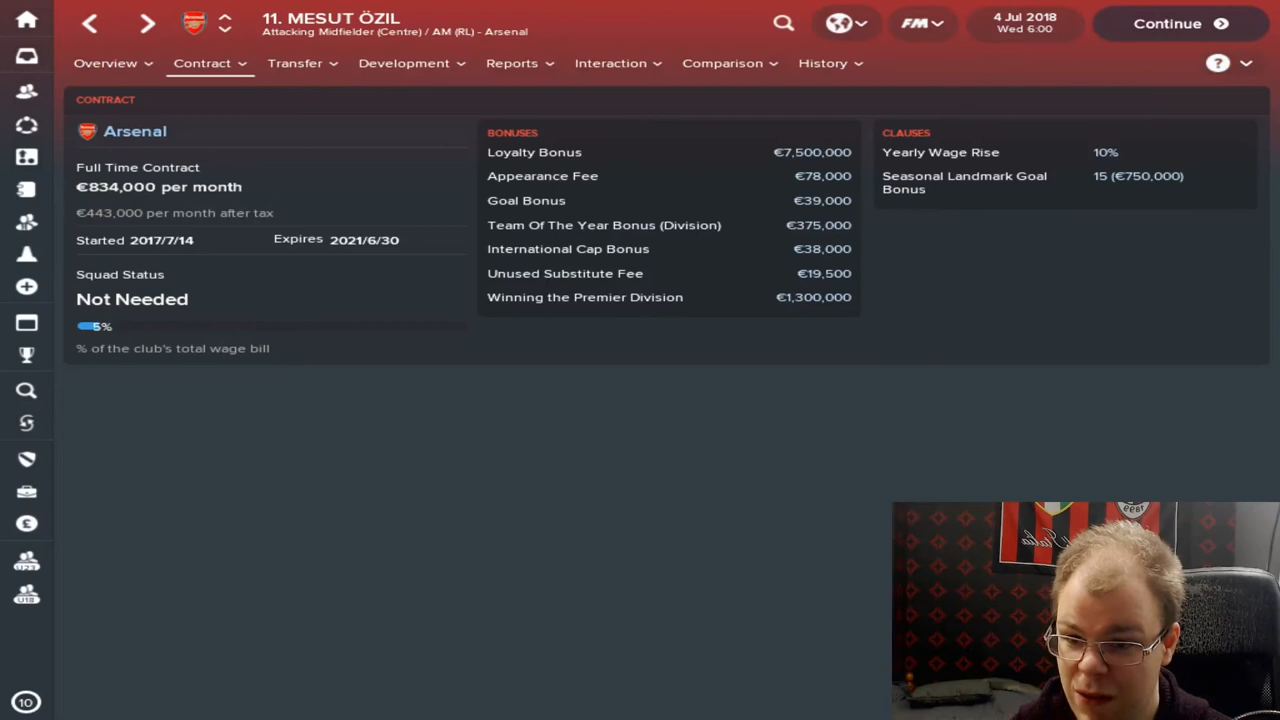 11. MESUT ÖZIL
Attacking Midfielder (Centre) / AM (RL) - Arsenal
FM
4 Jul 2018
Wed 6:00
Continue
Overview
Contract
Transfer
Development
Reports
Interaction
Comparison
History
?
CONTRACT
Arsenal
Full Time Contract
€834,000 per month
€443,000 per month after tax
Started 2017/7/14
Expires 2021/6/30
Squad Status
Not Needed
5%
% of the club's total wage bill
BONUSES
Loyalty Bonus €7,500,000
Appearance Fee €78,000
Goal Bonus €39,000
Team Of The Year Bonus (Division) €375,000
International Cap Bonus €38,000
Unused Substitute Fee €19,500
Winning the Premier Division €1,300,000
CLAUSES
Yearly Wage Rise 10%
Seasonal Landmark Goal 15 (€750,000)
Bonus
U23
U18
10
1899